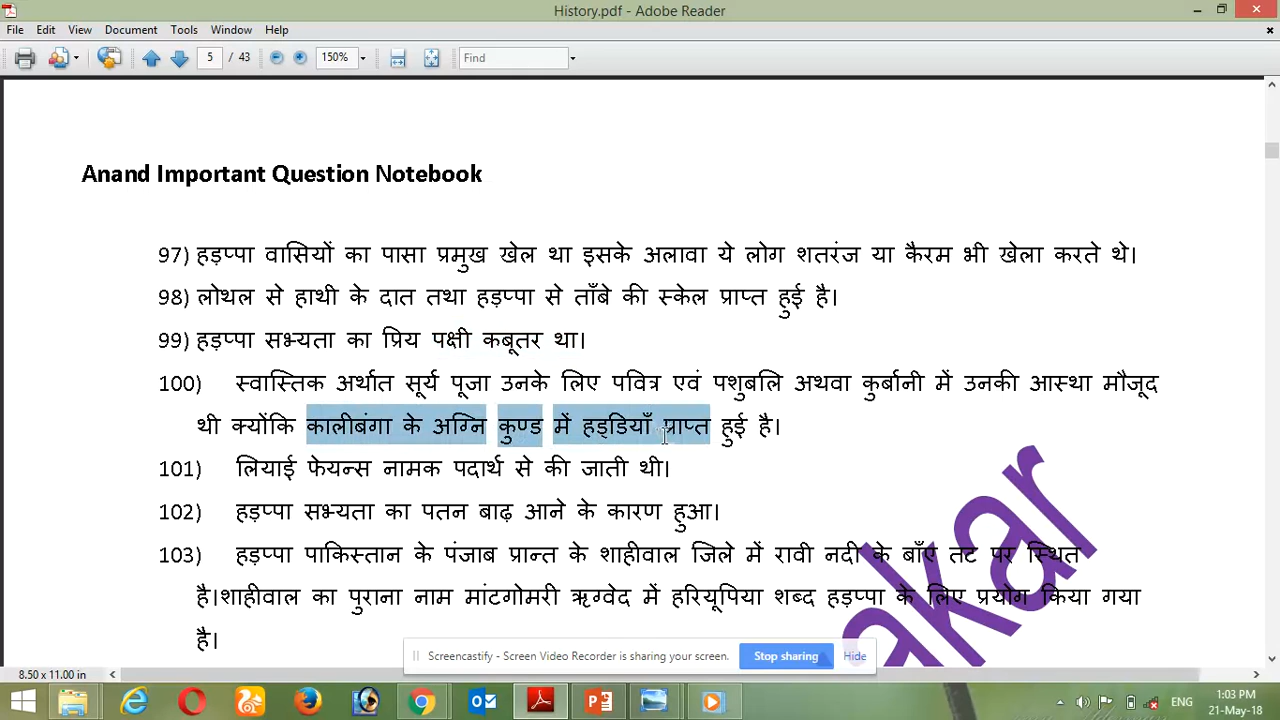 History.pdf - Adobe Reader
File Edit View Document Tools Window Help
5 / 43 150% Find
Anand Important Question Notebook
97) हड़प्पा वासियों का पासा प्रमुख खेल था इसके अलावा ये लोग शतरंज या कैरम भी खेला करते थे।
98) लोथल से हाथी के दात तथा हड़प्पा से ताँबे की स्केल प्राप्त हुई है।
99) हड़प्पा सभ्यता का प्रिय पक्षी कबूतर था।
100) स्वास्तिक अर्थात सूर्य पूजा उनके लिए पवित्र एवं पशुबलि अथवा कुर्बानी में उनकी आस्था मौजूद
थी क्योंकि कालीबंगा के अग्नि कुण्ड में हड्डियाँ प्राप्त हुई है।
101) लियाई फेयन्स नामक पदार्थ से की जाती थी।
102) हड़प्पा सभ्यता का पतन बाढ़ आने के कारण हुआ।
103) हड़प्पा पाकिस्तान के पंजाब प्रान्त के शाहीवाल जिले में रावी नदी के बाँए तट पर स्थित
है।शाहीवाल का पुराना नाम मांटगोमरी ऋग्वेद में हरियूपिया शब्द हड़प्पा के लिए प्रयोग किया गया
है।
akar
Screencastify - Screen Video Recorder is sharing your screen. Stop sharing Hide
8.50 x 11.00 in
ENG
1:03 PM
21-May-18